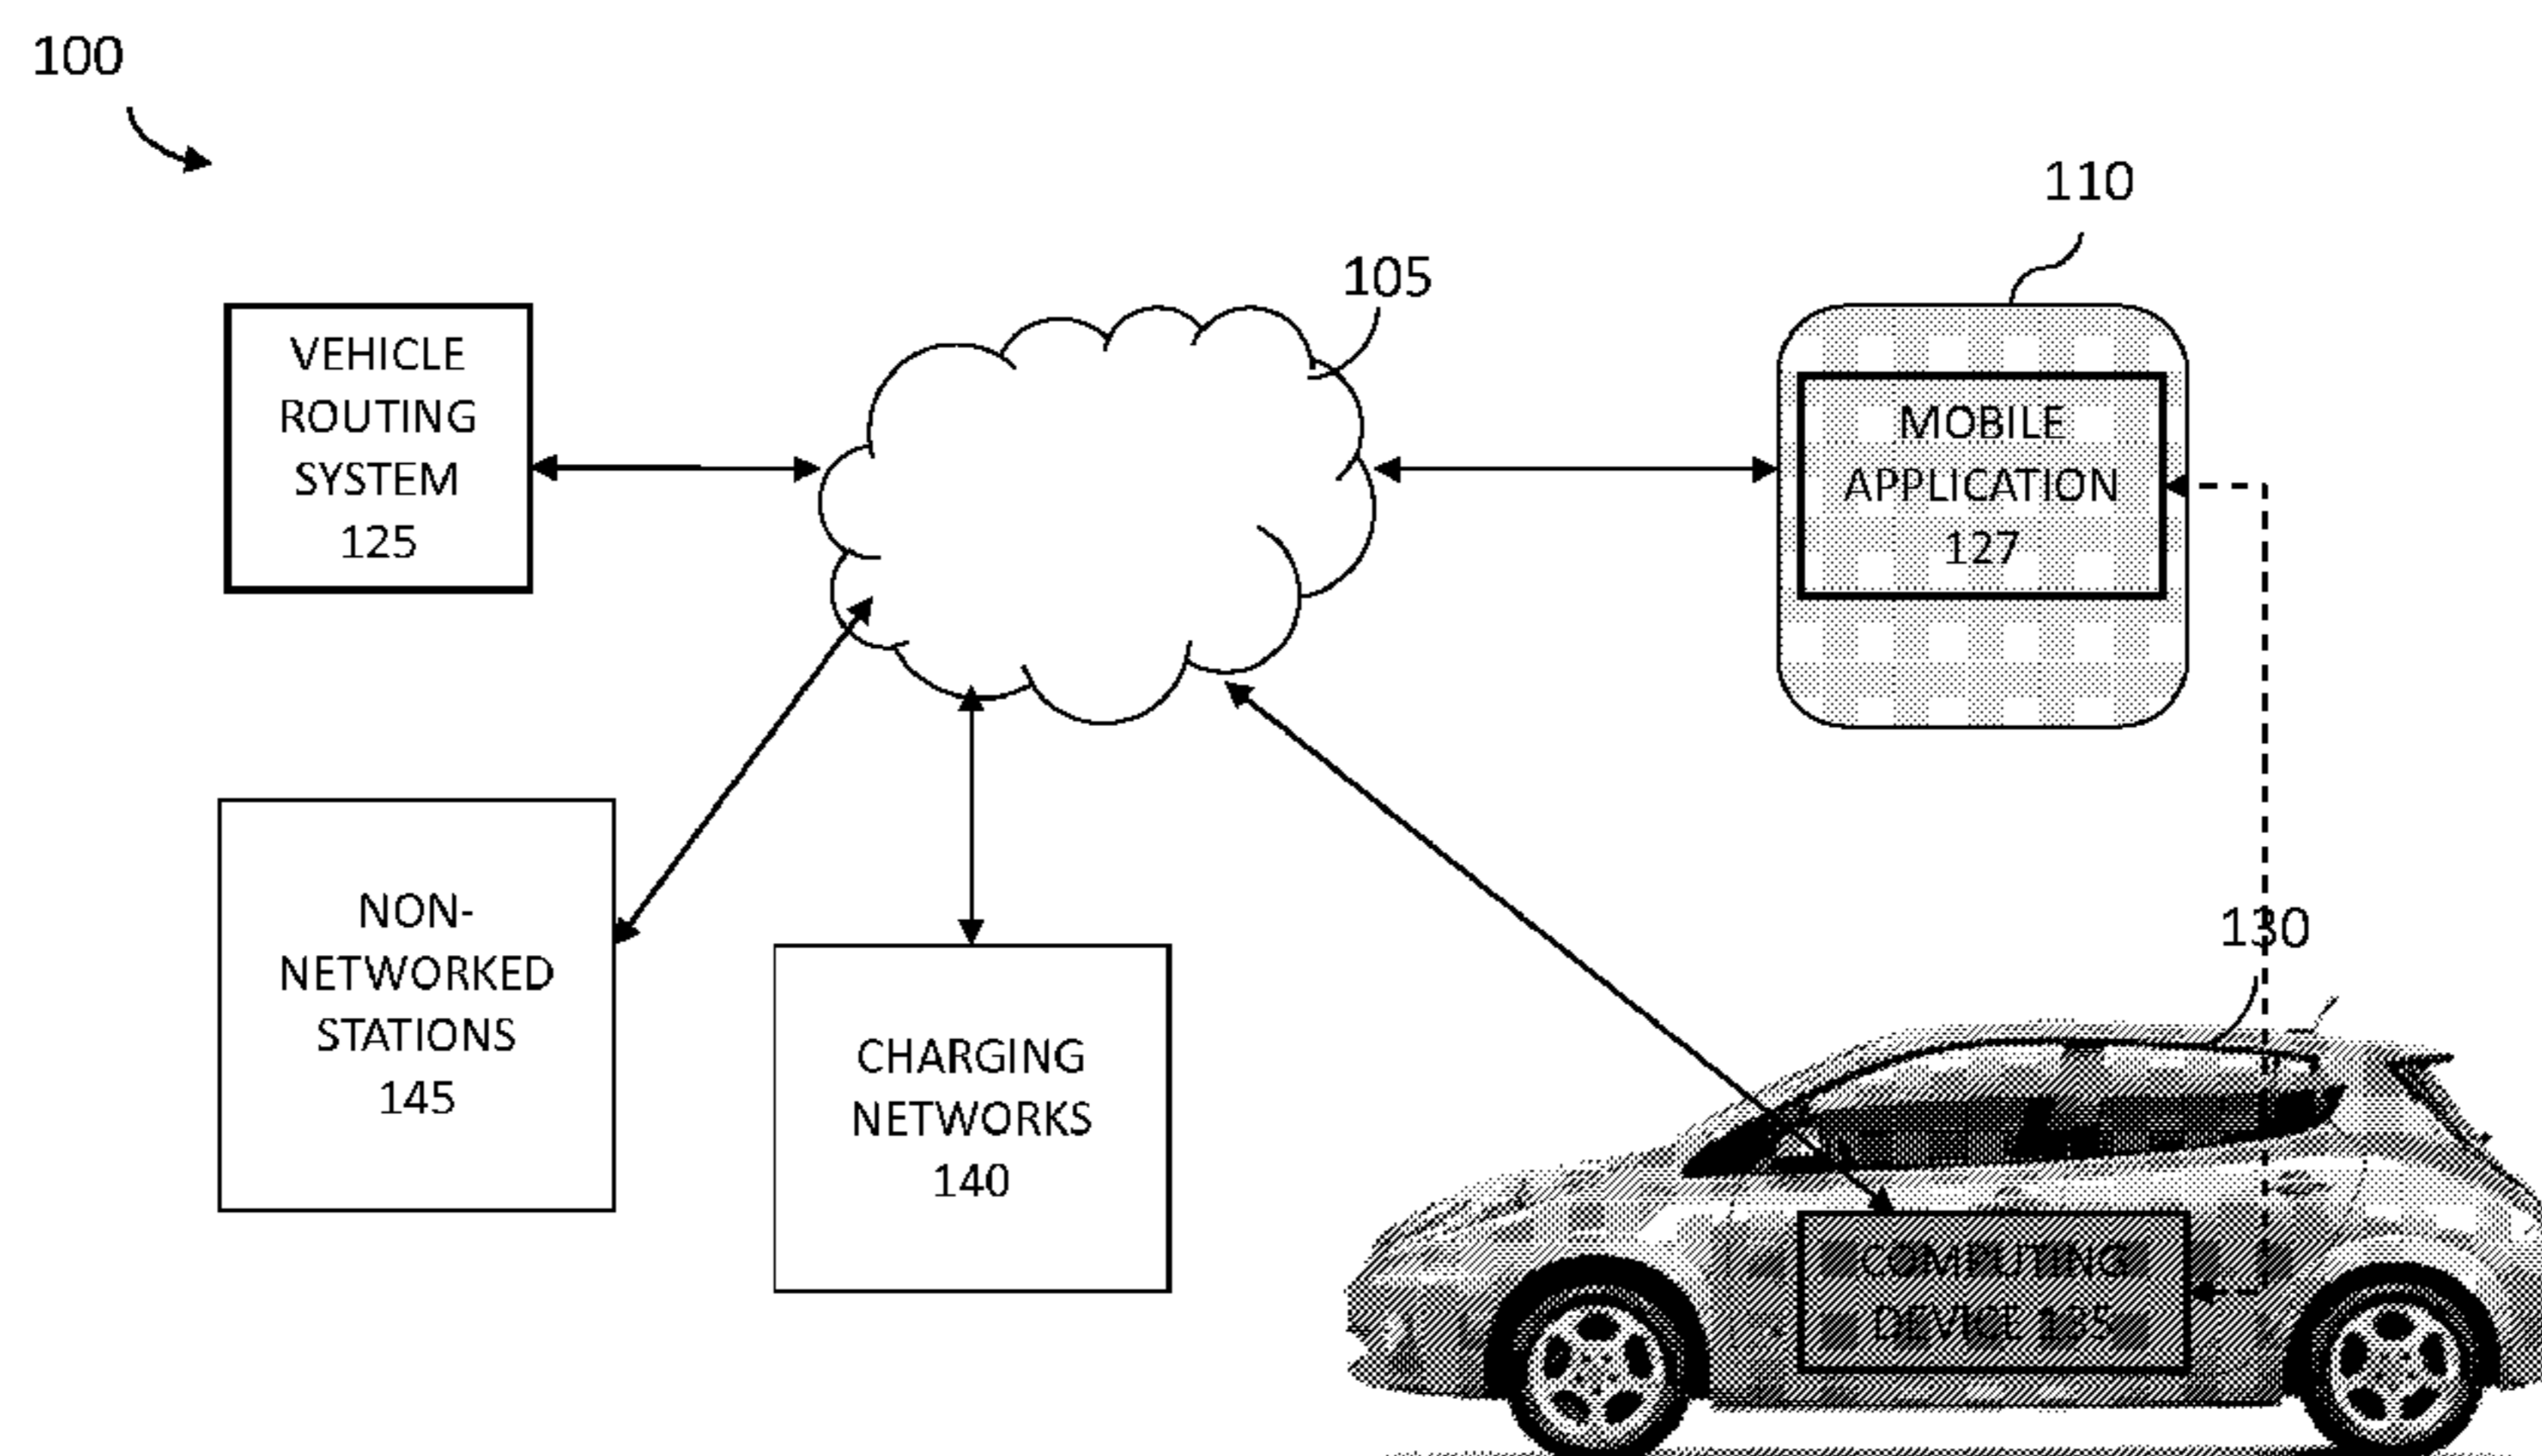 100
110
105
VEHICLE
ROUTING
SYSTEM
125
MOBILE
APPLICATION
127
NON-
NETWORKED
STATIONS
145
130
CHARGING
NETWORKS
140
COMPUTING
DEVICE 135